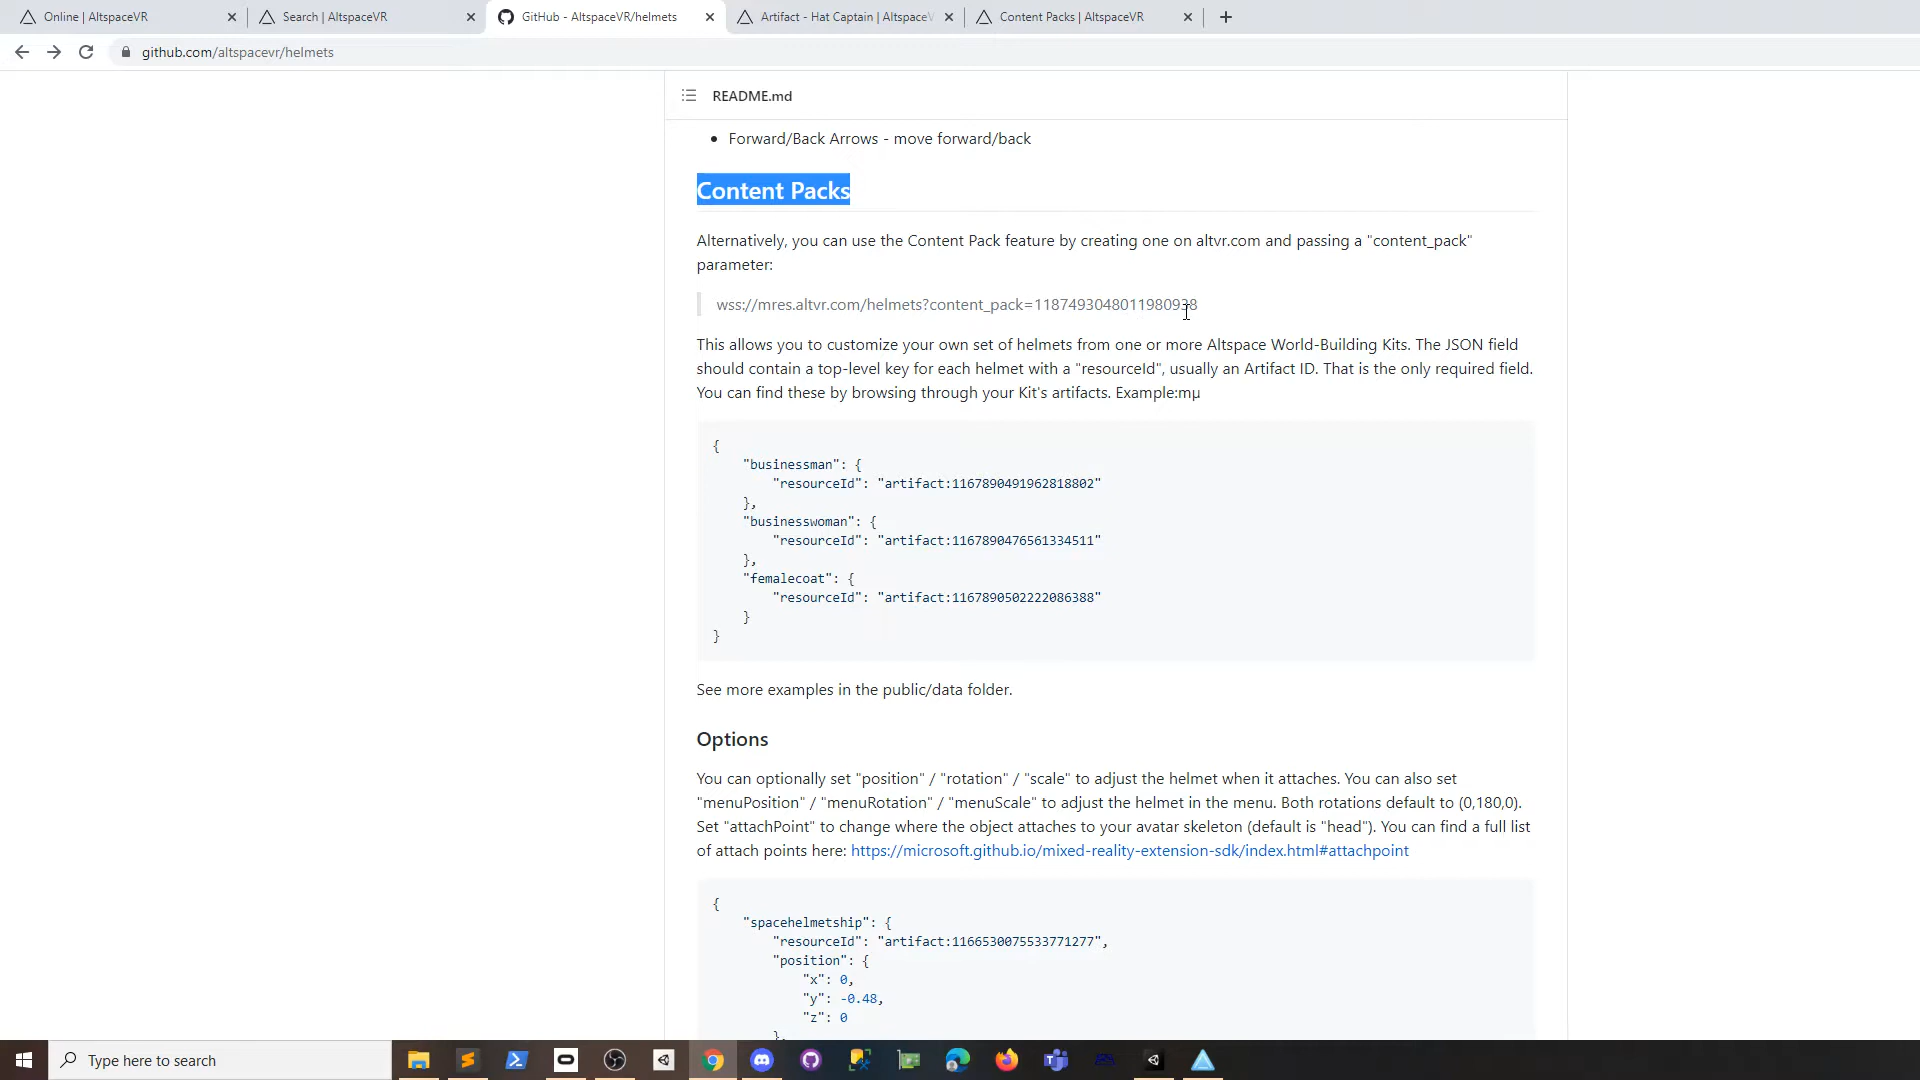 Online | AltspaceVR
Search | AltspaceVR
GitHub - AltspaceVR/helmets
Artifact - Hat Captain | AltspaceV
Content Packs | AltspaceVR
github.com/altspacevr/helmets
README.md
Forward/Back Arrows - move forward/back
Content Packs
Alternatively, you can use the Content Pack feature by creating one on altvr.com and passing a "content_pack"
parameter:
wss://mres.altvr.com/helmets?content_pack=1187493048011980938
This allows you to customize your own set of helmets from one or more Altspace World-Building Kits. The JSON field
should contain a top-level key for each helmet with a "resourceId", usually an Artifact ID. That is the only required field.
You can find these by browsing through your Kit's artifacts. Example:mμ
{
"businessman": {
"resourceId": "artifact:1167890491962818802"
},
"businesswoman": {
"resourceId": "artifact:1167890476561334511"
},
"femalecoat": {
"resourceId": "artifact:1167890502222086388"
}
}
See more examples in the public/data folder.
Options
You can optionally set "position" / "rotation" / "scale" to adjust the helmet when it attaches. You can also set
"menuPosition" / "menuRotation" / "menuScale" to adjust the helmet in the menu. Both rotations default to (0,180,0).
Set "attachPoint" to change where the object attaches to your avatar skeleton (default is "head"). You can find a full list
of attach points here: https://microsoft.github.io/mixed-reality-extension-sdk/index.html#attachpoint
{
"spacehelmetship": {
"resourceId": "artifact:1166530075533771277",
"position": {
"x": 0,
"y": -0.48,
"z": 0
},
Type here to search